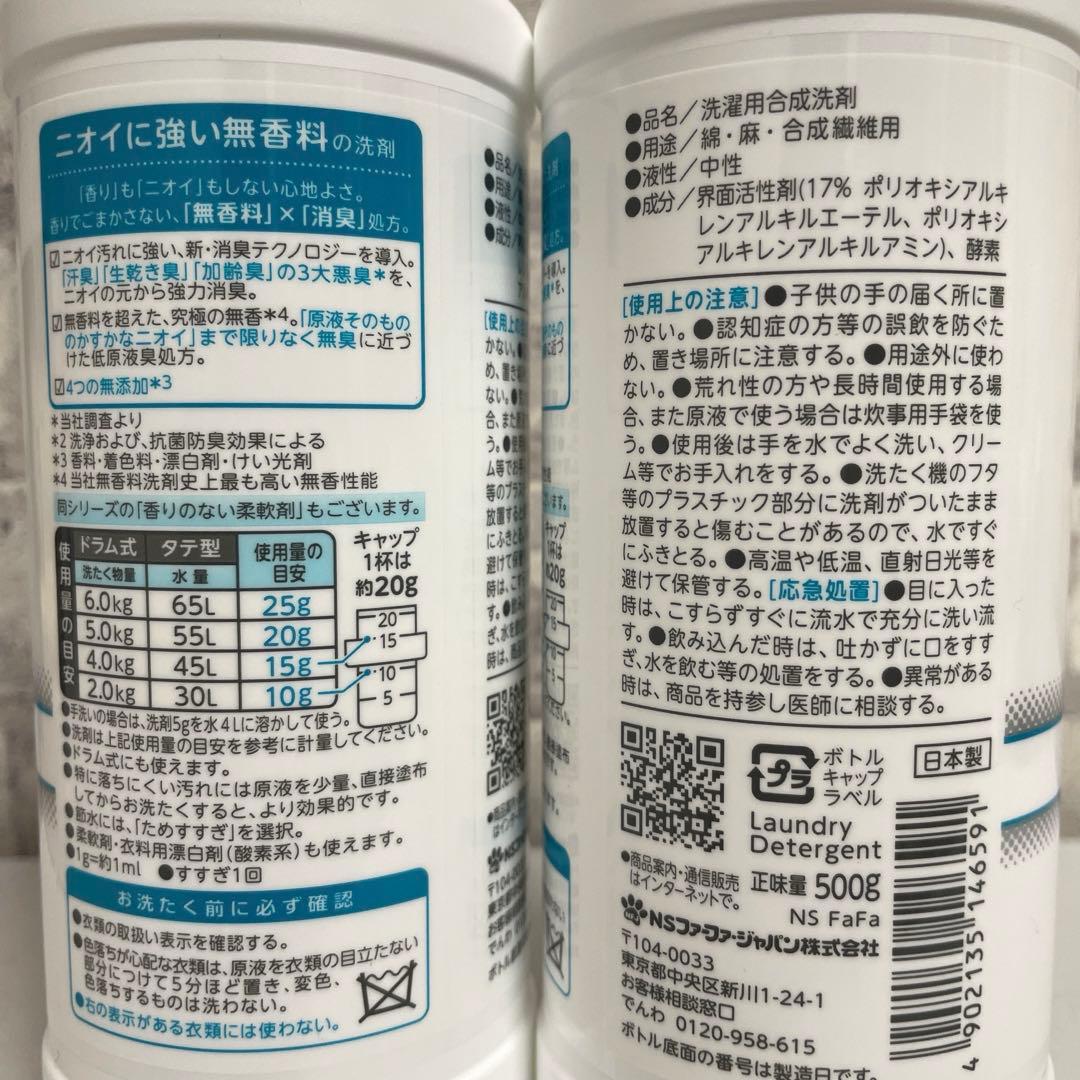 ニオイに強い無香料の洗剤
「香り」も「ニオイ」もしない心地よさ。
香りでごまかさない、「無香料」×「消臭」処方。
☑ニオイ汚れに強い、新・消臭テクノロジーを導入。
「汗臭」「生乾き臭」「加齢臭」の3大悪臭*を、
ニオイの元から強力消臭。
☑無香料を超えた、究極の無香*4。「原液そのもの
のかすかなニオイ」まで限りなく無臭に近づ
けた低原液臭処方。
☑4つの無添加*3
*当社調査より
*2 洗浄および、抗菌防臭効果による
*3 香料・着色料・漂白剤・けい光剤
*4 当社無香料洗剤史上最も高い無香性能
同シリーズの「香りのない柔軟剤」もございます。
使用量の目安
ドラム式 タテ型 使用量の目安
洗たく物量 水量
6.0kg 65L 25g
5.0kg 55L 20g
4.0kg 45L 15g
2.0kg 30L 10g
キャップ
1杯は
約20g
20
15
10
5
●手洗いの場合は、洗剤5gを水4Lに溶かして使う。
●洗剤は上記使用量の目安を参考に計量してください。
●ドラム式にも使えます。
●特に落ちにくい汚れには原液を少量、直接塗布
してからお洗たくすると、より効果的です。
●節水には、「ためすすぎ」を選択。
●柔軟剤・衣料用漂白剤(酸素系)も使えます。
●1g=約1ml ●すすぎ1回
お洗たく前に必ず確認
●衣類の取扱い表示を確認する。
●色落ちが心配な衣類は、原液を衣類の目立たない
部分につけて5分ほど置き、変色、
色落ちするものは洗わない。
●右の表示がある衣類には使わない。
●品名／洗濯用合成洗剤
●用途／綿・麻・合成繊維用
●液性／中性
●成分／界面活性剤(17% ポリオキシアルキ
レンアルキルエーテル、ポリオキシ
アルキレンアルキルアミン)、酵素
[使用上の注意]●子供の手の届く所に置
かない。●認知症の方等の誤飲を防ぐた
め、置き場所に注意する。●用途外に使わ
ない。●荒れ性の方や長時間使用する場
合、また原液で使う場合は炊事用手袋を使
う。●使用後は手を水でよく洗い、クリー
ム等でお手入れをする。●洗たく機のフタ
等のプラスチック部分に洗剤がついたまま
放置すると傷むことがあるので、水ですぐ
にふきとる。●高温や低温、直射日光等を
避けて保管する。[応急処置]●目に入った
時は、こすらずすぐに流水で充分に洗い流
す。●飲み込んだ時は、吐かずに口をすす
ぎ、水を飲む等の処置をする。●異常がある
時は、商品を持参し医師に相談する。
プラ
ボトル
キャップ
ラベル
日本製
Laundry
Detergent
●商品案内・通信販売
はインターネットで。
正味量 500g
NS FaFa
NSファーファ・ジャパン株式会社
〒104-0033
東京都中央区新川1-24-1
お客様相談窓口
でんわ 0120-958-615
ボトル底面の番号は製造日です。
4 902135 146591